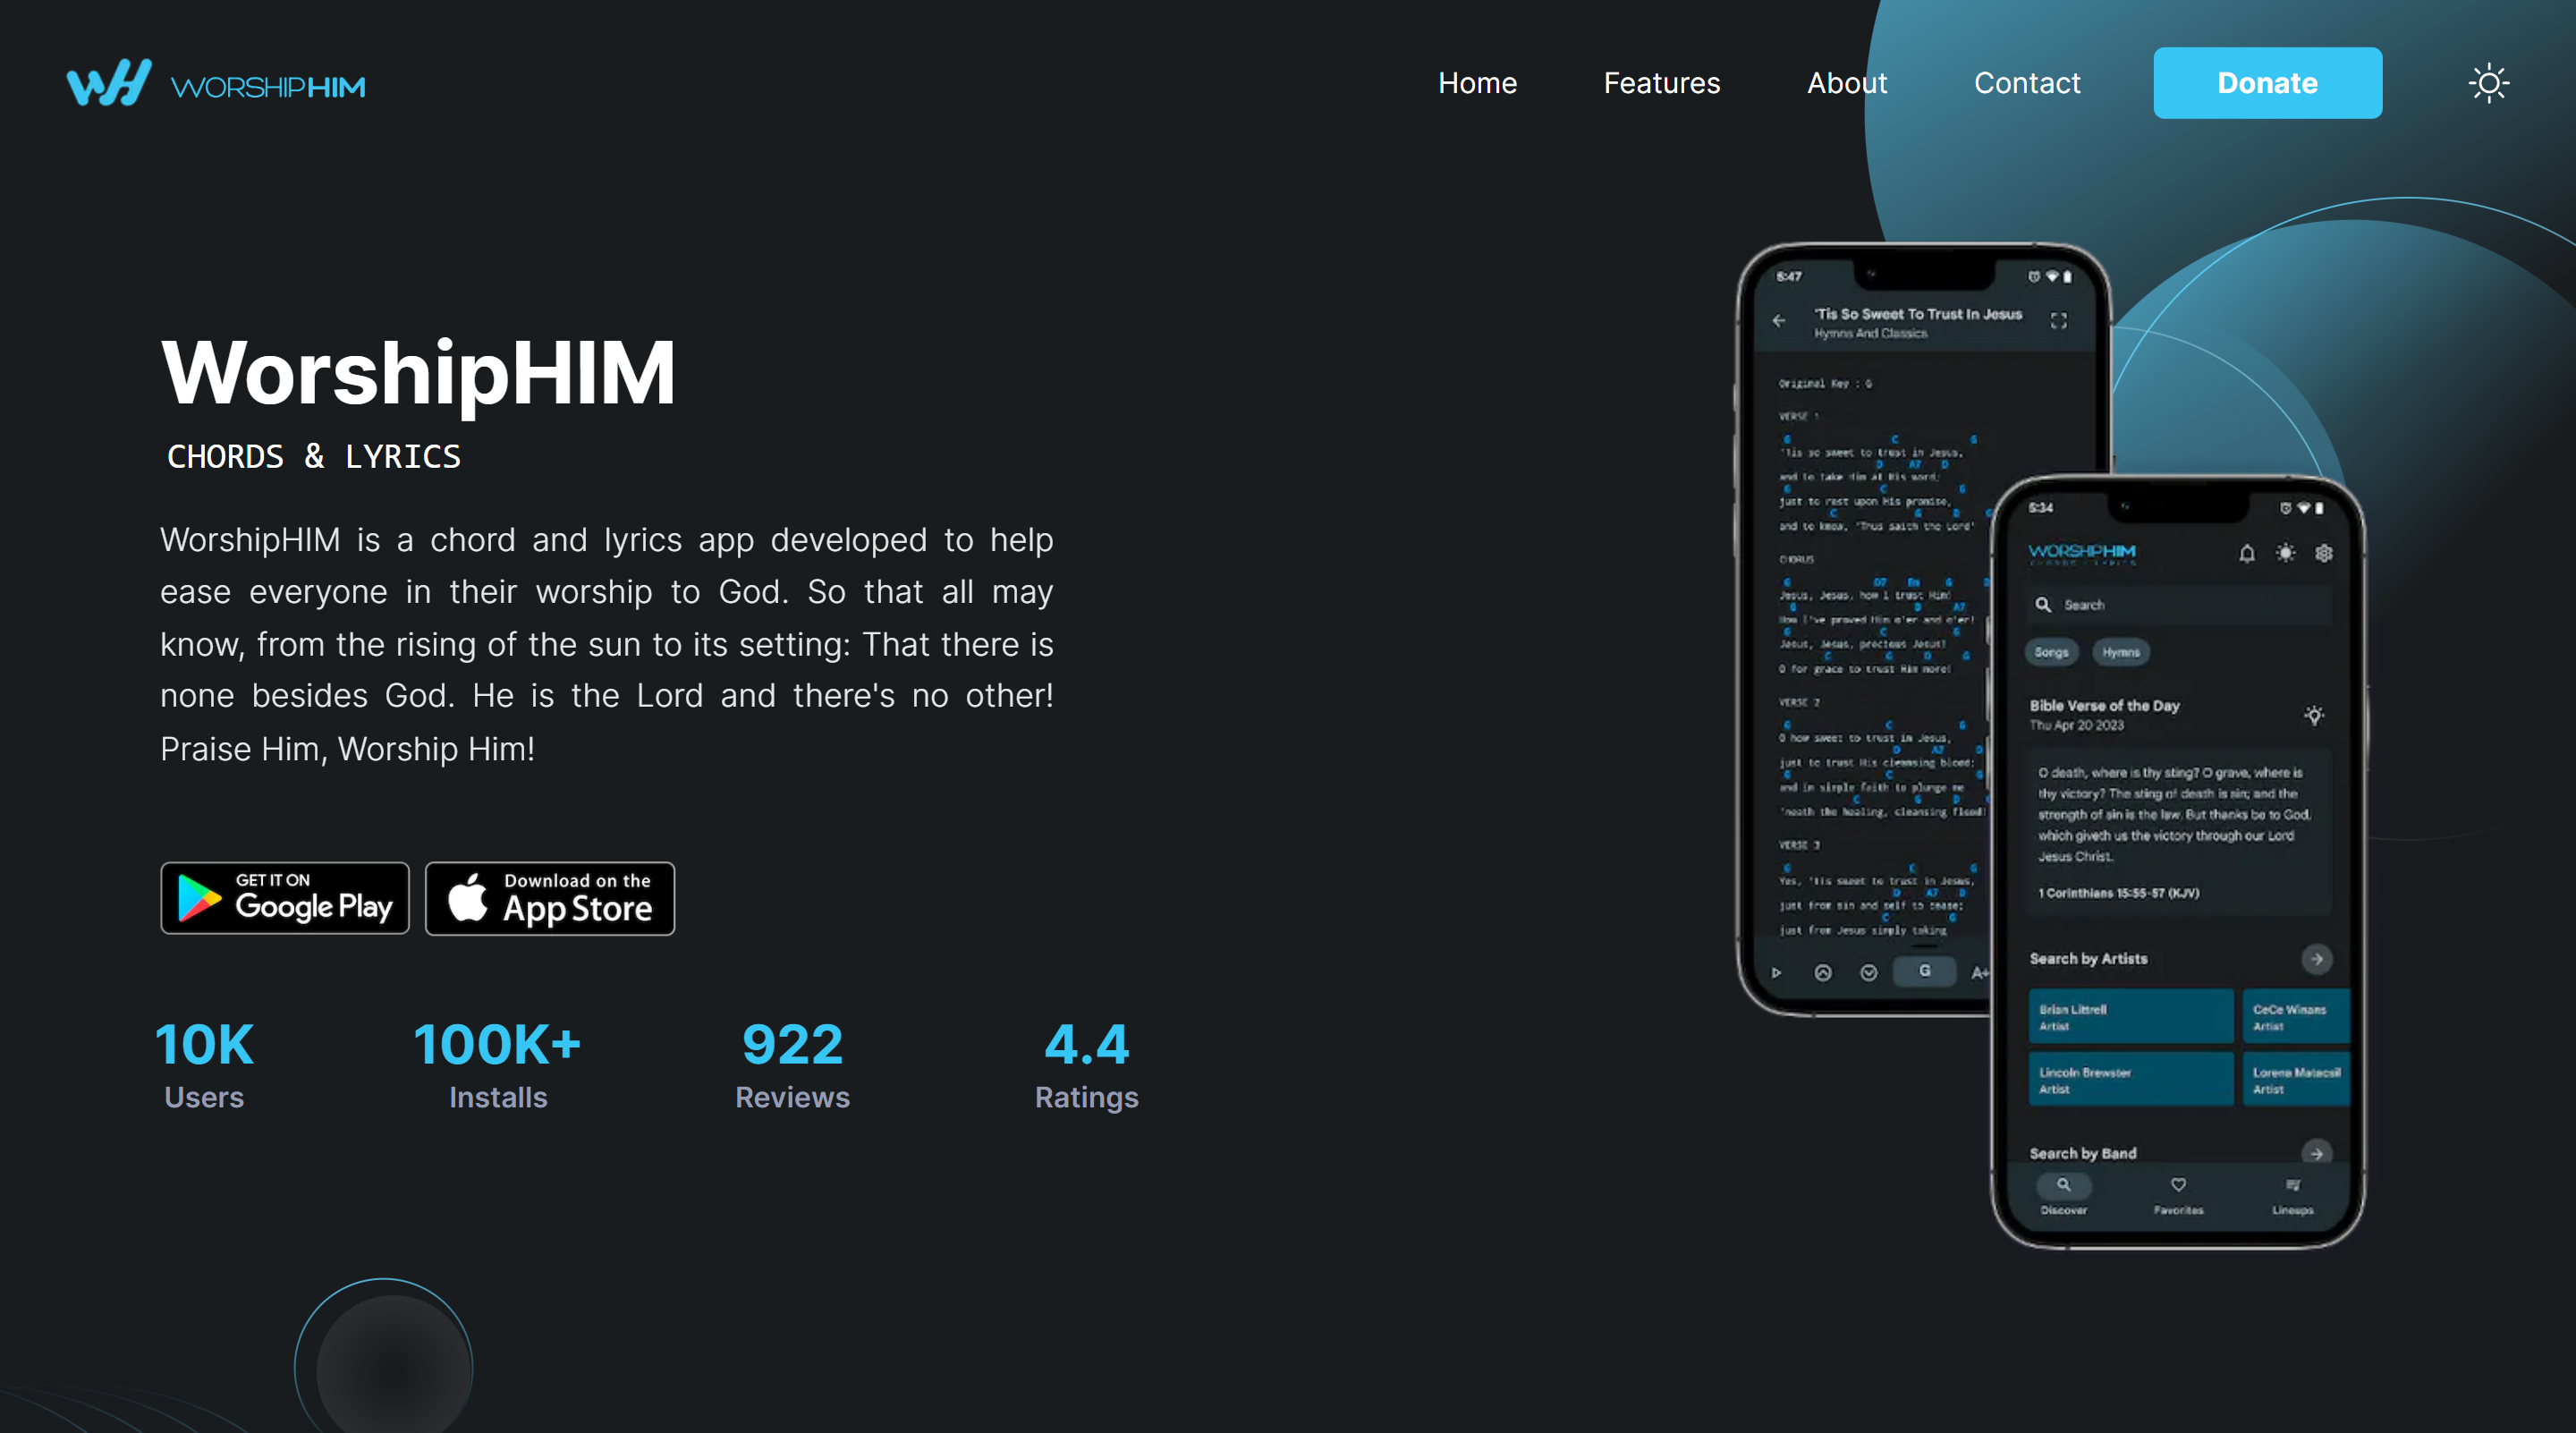 WORSHIPHIM
Home
Features
About
Contact
Donate
WorshipHIM
CHORDS & LYRICS
WorshipHIM is a chord and lyrics app developed to help
ease everyone in their worship to God. So that all may
know, from the rising of the sun to its setting: That there is
none besides God. He is the Lord and there's no other!
Praise Him, Worship Him!
GET IT ON
Google Play
Download on the
App Store
10K
Users
100K+
Installs
922
Reviews
4.4
Ratings
5:47
'Tis So Sweet To Trust In Jesus
Hymns And Classics
Original Key : G
VERSE 1
G C G
'Tis so sweet to trust in Jesus,
D A7 D
and to take Him at His word;
G C G
just to rest upon His promise,
C G D G
and to know, 'Thus saith the Lord'
CHORUS
G D7 Em G D
Jesus, Jesus, how I trust Him!
G D A7
How I've proved Him o'er and o'er!
G C G
Jesus, Jesus, precious Jesus!
C G D G
O for grace to trust Him more!
VERSE 2
G C G
O how sweet to trust in Jesus,
D A7 D
just to trust His cleansing blood;
G C G
and in simple faith to plunge me
C G D
'neath the healing, cleansing flood!
VERSE 3
G C G
Yes, 'tis sweet to trust in Jesus,
D A7 D
just from sin and self to cease;
C G
just from Jesus simply taking
G
A+
5:34
WORSHIPHIM
CHORDS & LYRICS
Search
Songs
Hymns
Bible Verse of the Day
Thu Apr 20 2023
O death, where is thy sting? O grave, where is
thy victory? The sting of death is sin; and the
strength of sin is the law. But thanks be to God,
which giveth us the victory through our Lord
Jesus Christ.
1 Corinthians 15:55-57 (KJV)
Search by Artists
Brian Littrell
Artist
CeCe Winans
Artist
Lincoln Brewster
Artist
Artist
Search by Band
Discover
Favorites
Lineups